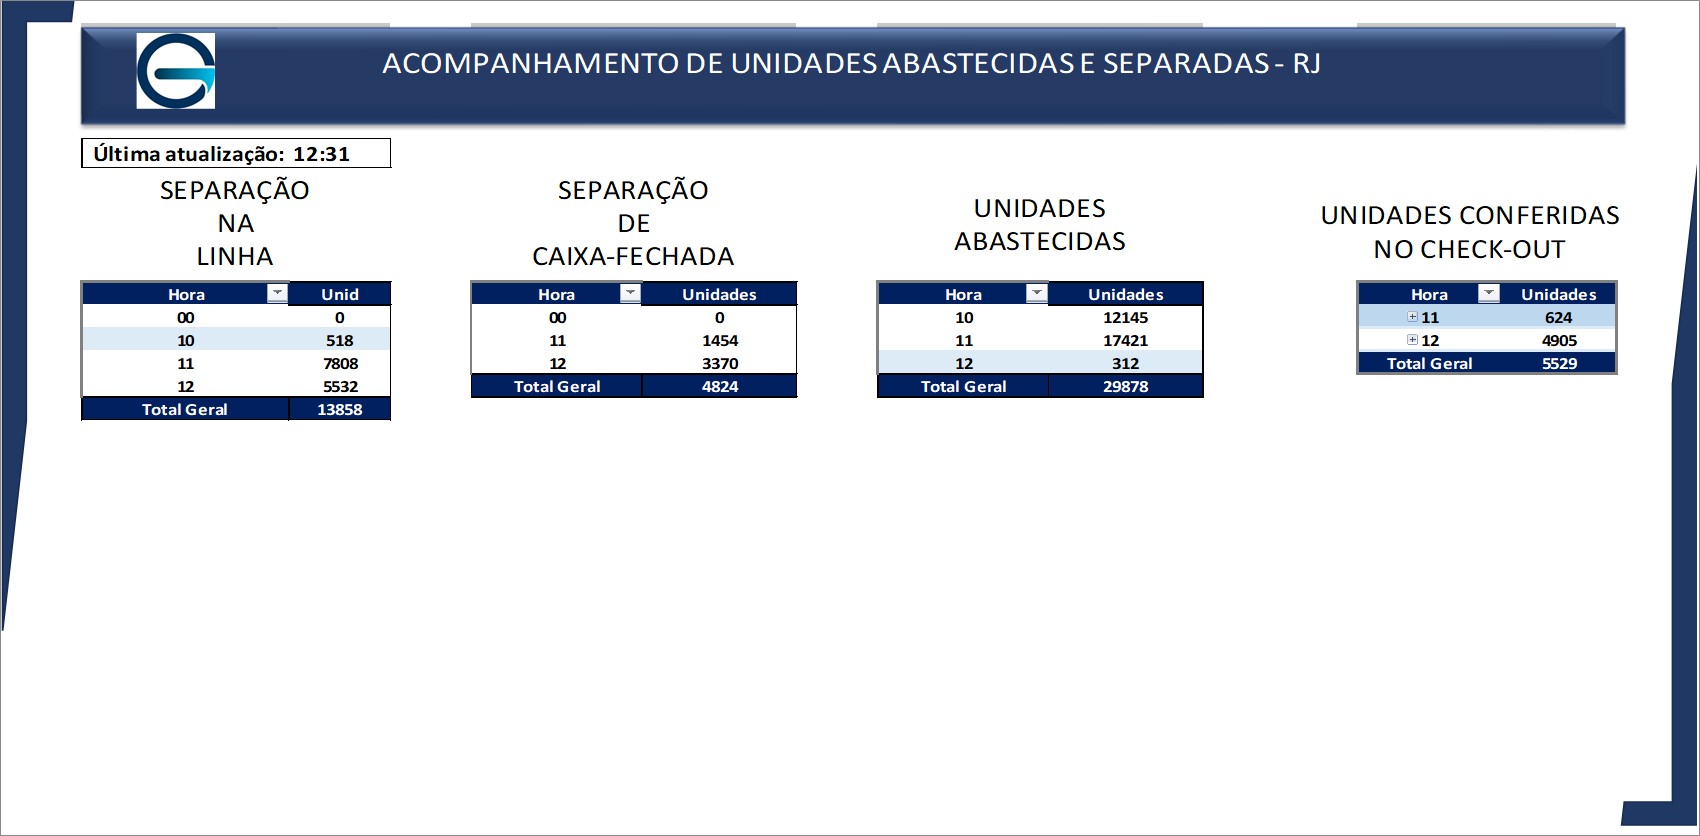 ACOMPANHAMENTO DE UNIDADES ABASTECIDAS E SEPARADAS - RJ
Última atualização: 12:31
SEPARAÇÃO
NA
LINHA
Hora Unid
00 0
10 518
11 7808
12 5532
Total Geral 13858
SEPARAÇÃO
DE
CAIXA-FECHADA
Hora Unidades
00 0
11 1454
12 3370
Total Geral 4824
UNIDADES
ABASTECIDAS
Hora Unidades
10 12145
11 17421
12 312
Total Geral 29878
UNIDADES CONFERIDAS
NO CHECK-OUT
Hora Unidades
11 624
12 4905
Total Geral 5529